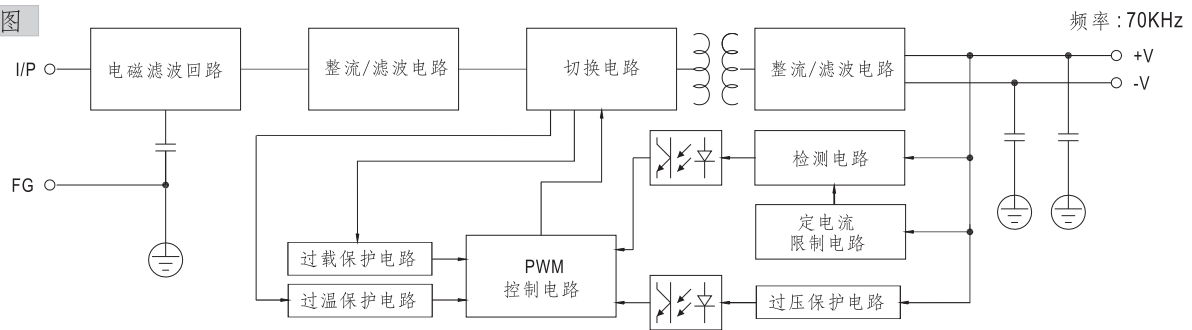 图
频率 : 70KHz
I/P
电磁滤波回路
整流/滤波电路
切换电路
整流/滤波电路
+V
-V
FG
检测电路
定电流
限制电路
过载保护电路
过温保护电路
PWM
控制电路
过压保护电路